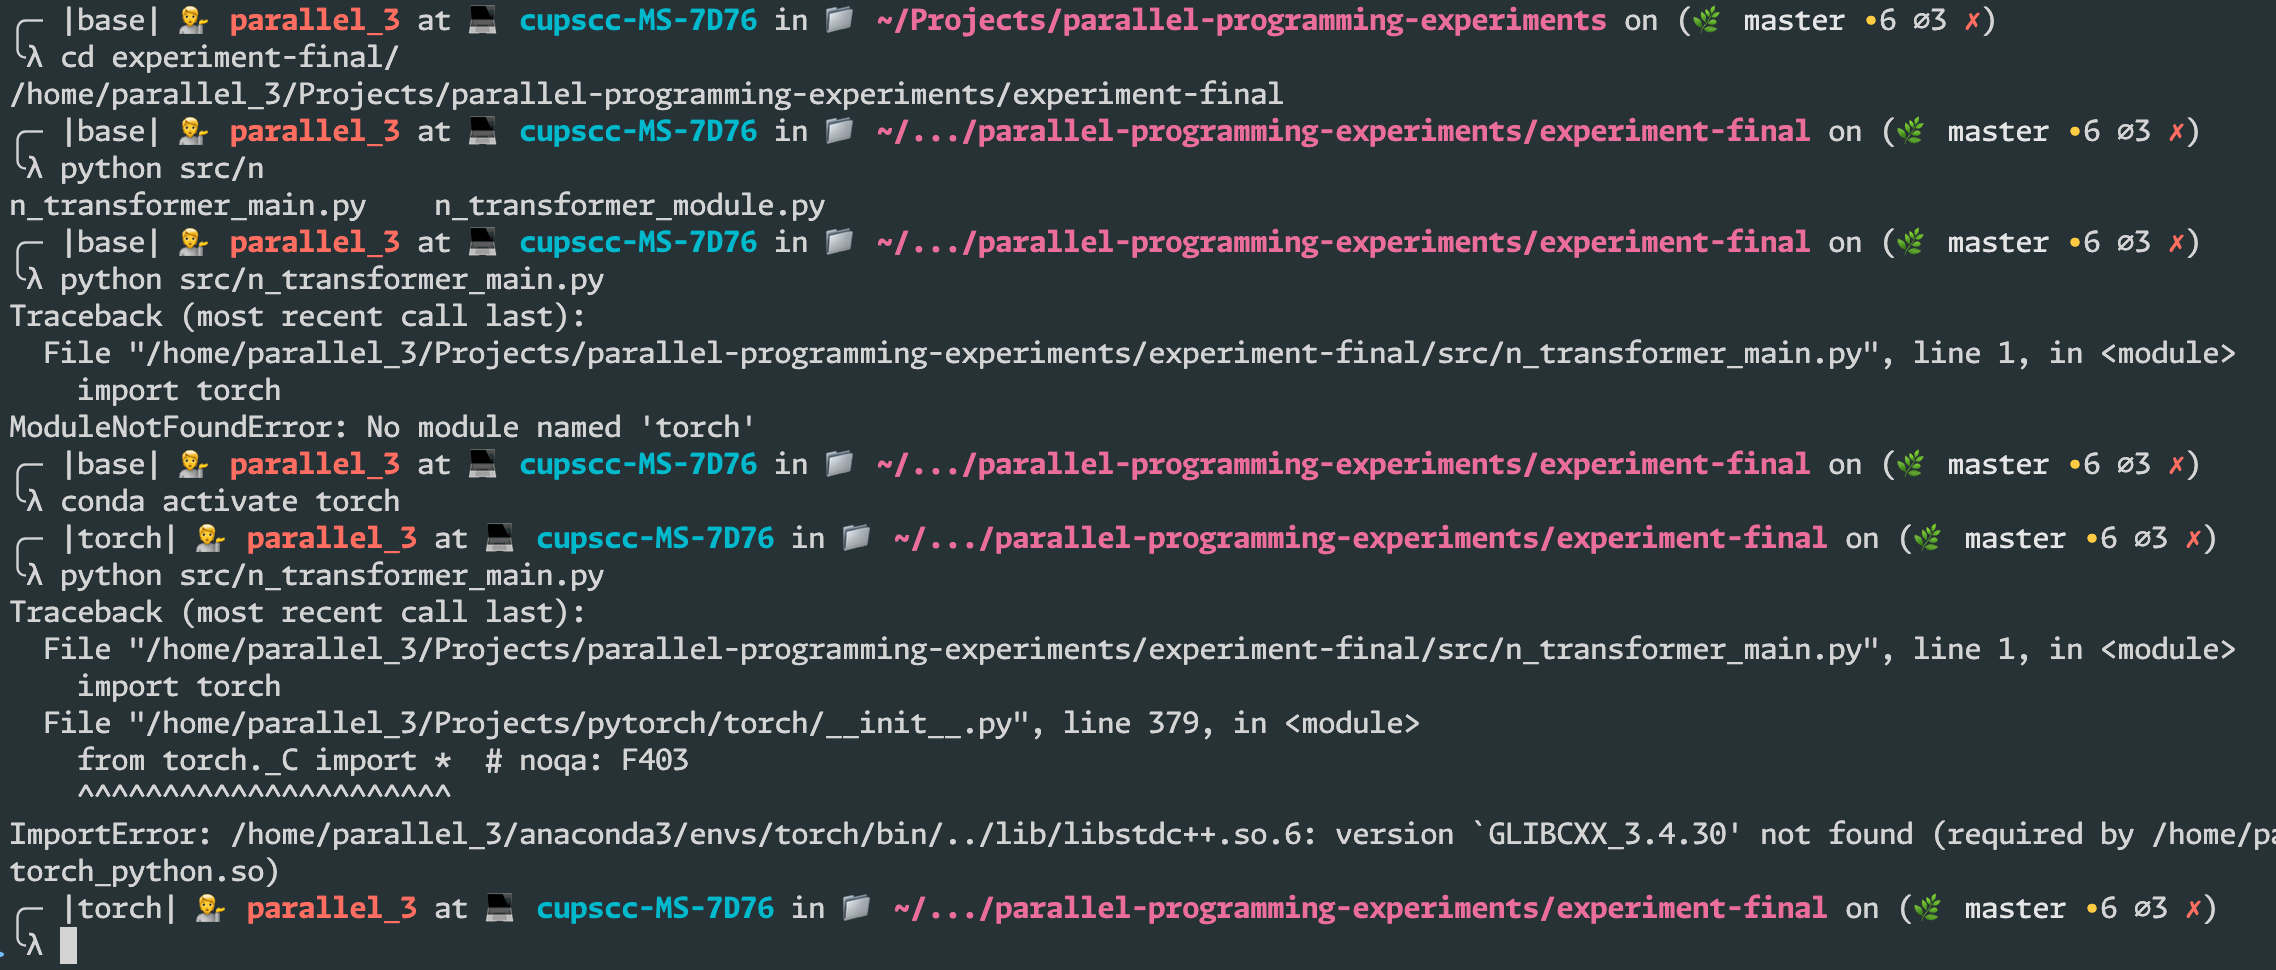 |base| parallel_3 at cupscc-MS-7D76 in ~/Projects/parallel-programming-experiments on ( master •6 ⌀3 ✗)
λ cd experiment-final/
/home/parallel_3/Projects/parallel-programming-experiments/experiment-final
|base| parallel_3 at cupscc-MS-7D76 in ~/.../parallel-programming-experiments/experiment-final on ( master •6 ⌀3 ✗)
λ python src/n
n_transformer_main.py    n_transformer_module.py
|base| parallel_3 at cupscc-MS-7D76 in ~/.../parallel-programming-experiments/experiment-final on ( master •6 ⌀3 ✗)
λ python src/n_transformer_main.py
Traceback (most recent call last):
  File "/home/parallel_3/Projects/parallel-programming-experiments/experiment-final/src/n_transformer_main.py", line 1, in <module>
    import torch
ModuleNotFoundError: No module named 'torch'
|base| parallel_3 at cupscc-MS-7D76 in ~/.../parallel-programming-experiments/experiment-final on ( master •6 ⌀3 ✗)
λ conda activate torch
|torch| parallel_3 at cupscc-MS-7D76 in ~/.../parallel-programming-experiments/experiment-final on ( master •6 ⌀3 ✗)
λ python src/n_transformer_main.py
Traceback (most recent call last):
  File "/home/parallel_3/Projects/parallel-programming-experiments/experiment-final/src/n_transformer_main.py", line 1, in <module>
    import torch
  File "/home/parallel_3/Projects/pytorch/torch/__init__.py", line 379, in <module>
    from torch._C import *  # noqa: F403
    ^^^^^^^^^^^^^^^^^^^^^^
ImportError: /home/parallel_3/anaconda3/envs/torch/bin/../lib/libstdc++.so.6: version `GLIBCXX_3.4.30' not found (required by /home/pa
torch_python.so)
|torch| parallel_3 at cupscc-MS-7D76 in ~/.../parallel-programming-experiments/experiment-final on ( master •6 ⌀3 ✗)
λ